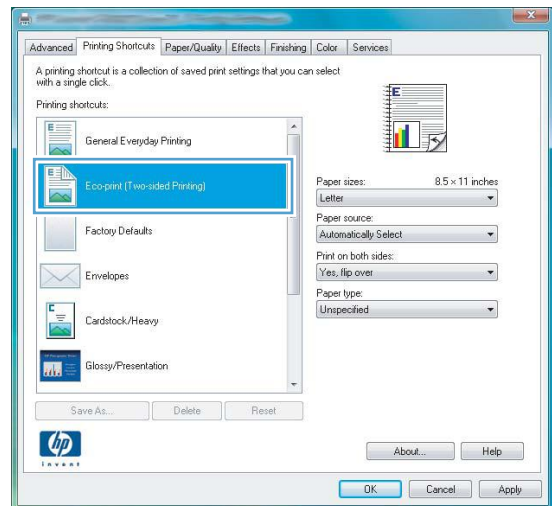 Advanced Printing Shortcuts Paper/Quality Effects Finishing Color Services
A printing shortcut is a collection of saved print settings that you can select
with a single click.
Printing shortcuts:
General Everyday Printing
Eco-print (Two-sided Printing)
Factory Defaults
Envelopes
Cardstock/Heavy
Glossy/Presentation
Paper sizes: 8.5 × 11 inches
Letter
Paper source:
Automatically Select
Print on both sides:
Yes, flip over
Paper type:
Unspecified
E
E
E
C
Save As... Delete Reset
hp
invent
About... Help
OK Cancel Apply